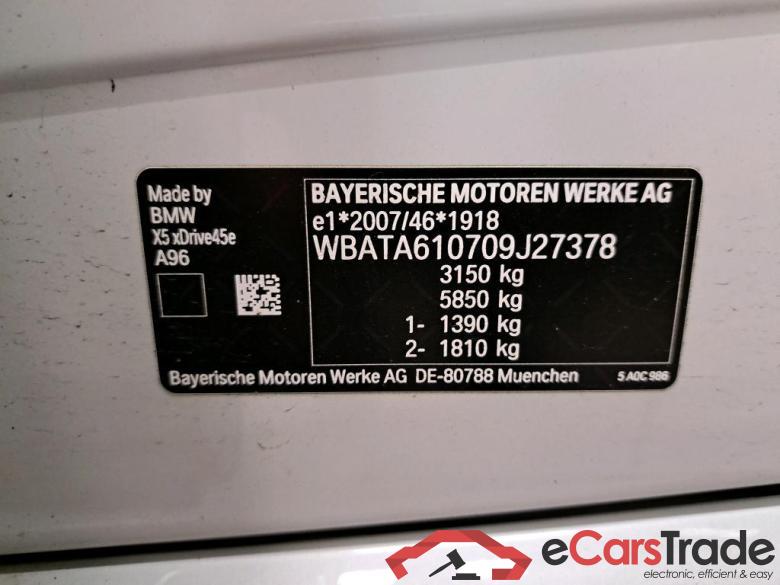 Made by
BMW
X5 xDrive45e
A96
BAYERISCHE MOTOREN WERKE AG
e1*2007/46*1918
WBATA610709J27378
3150 kg
5850 kg
1- 1390 kg
2- 1810 kg
Bayerische Motoren Werke AG DE-80788 Muenchen
5 A0C 986
eCarsTrade
electronic, efficient & easy